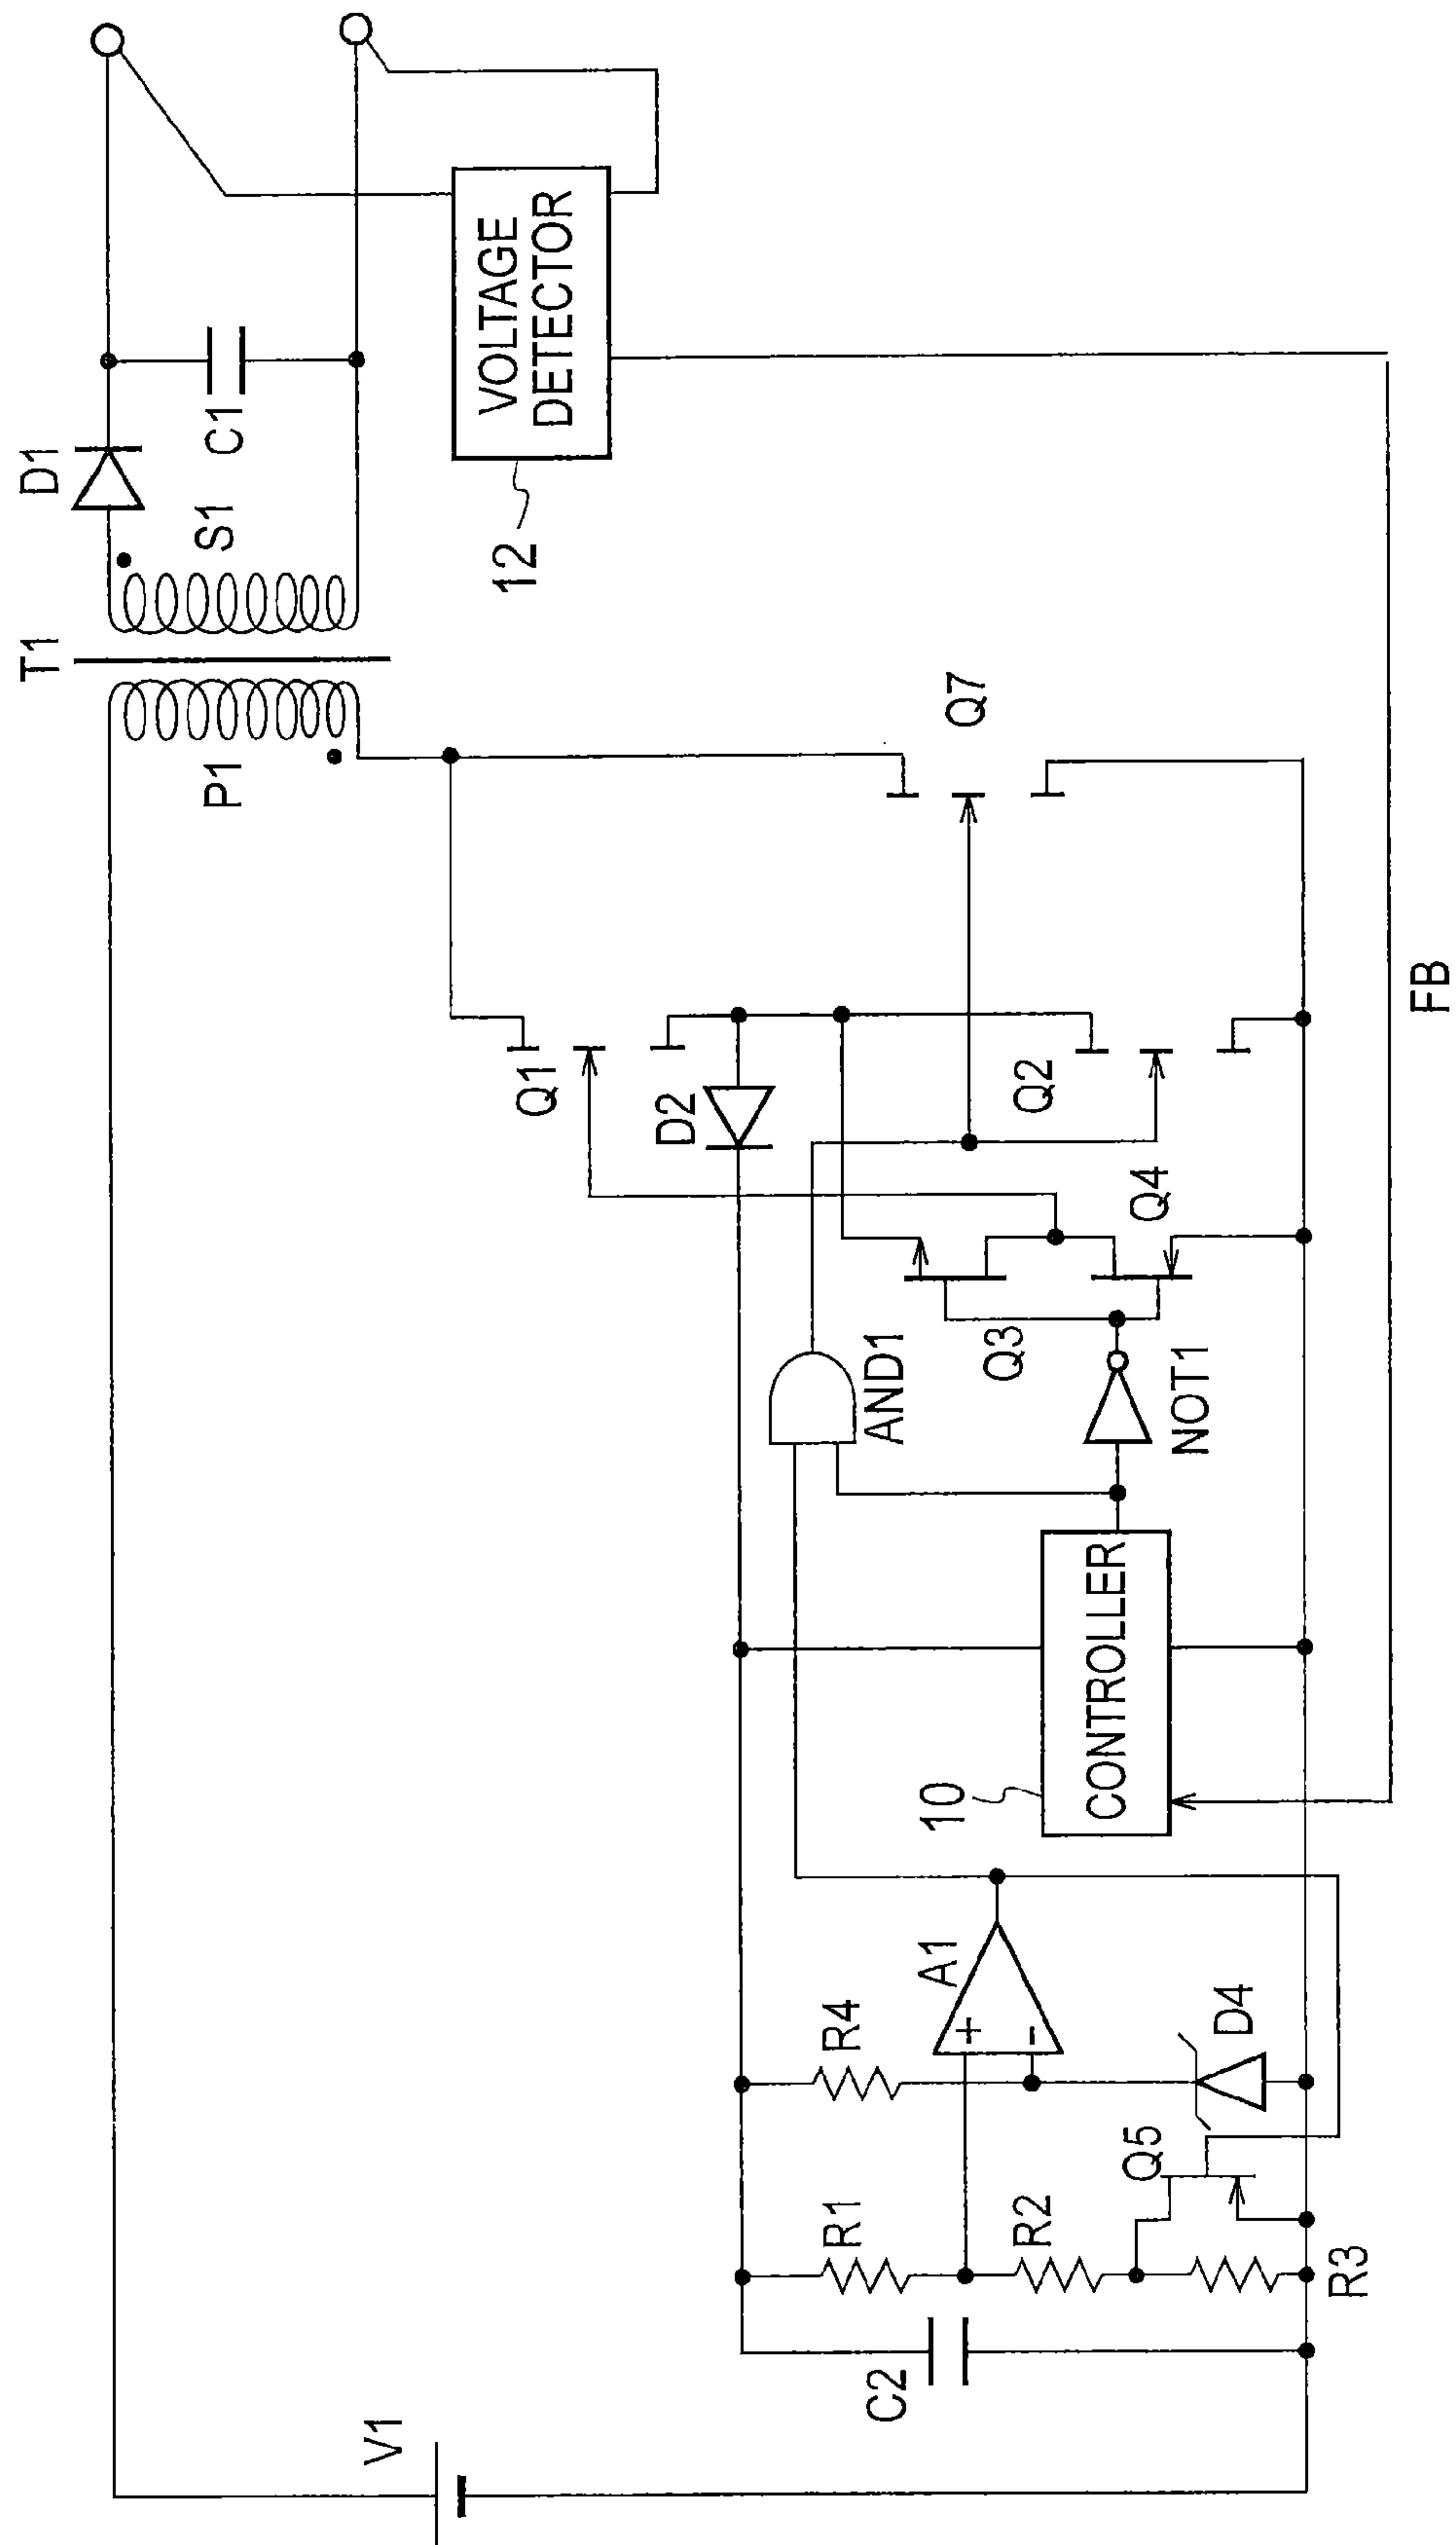 V1
C2
R1
R2
R3
Q5
R4
D4
A1
+
-
10
CONTROLLER
AND1
NOT1
Q3
Q4
D2
Q1
Q2
Q7
FB
P1
T1
S1
D1
C1
12
VOLTAGE
DETECTOR